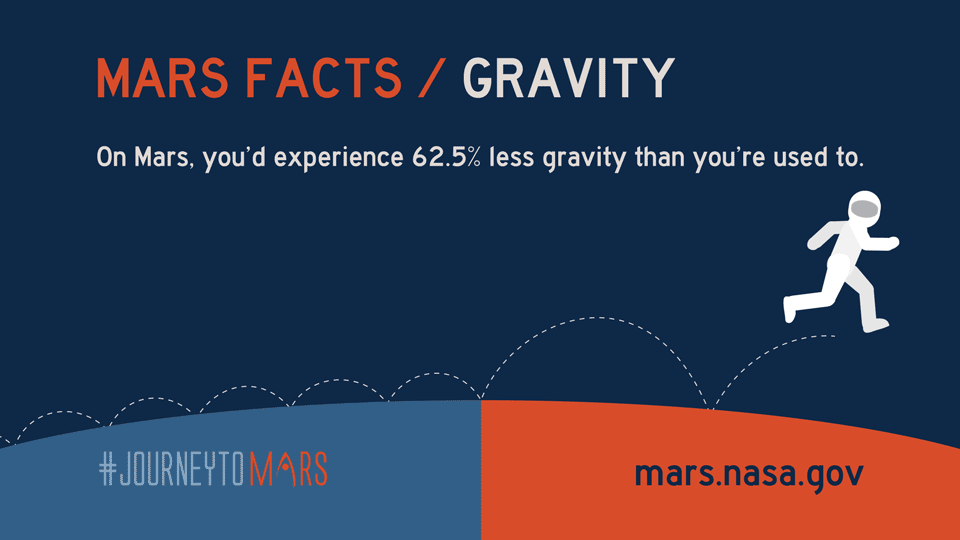 MARS FACTS / GRAVITY
On Mars, you’d experience 62.5% less gravity than you’re used to.
#JOURNEYTOMARS
mars.nasa.gov